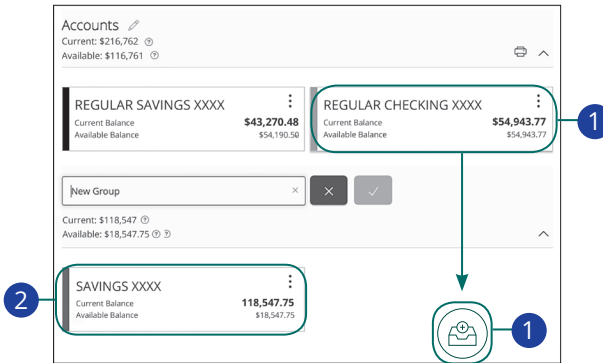 Accounts
Current: $216,762
Available: $116,761
REGULAR SAVINGS XXXX
Current Balance $43,270.48
Available Balance $54,190.50
REGULAR CHECKING XXXX
Current Balance $54,943.77
Available Balance $54,943.77
1
New Group
Current: $118,547
Available: $18,547.75
SAVINGS XXXX
Current Balance 118,547.75
Available Balance $18,547.75
2
1